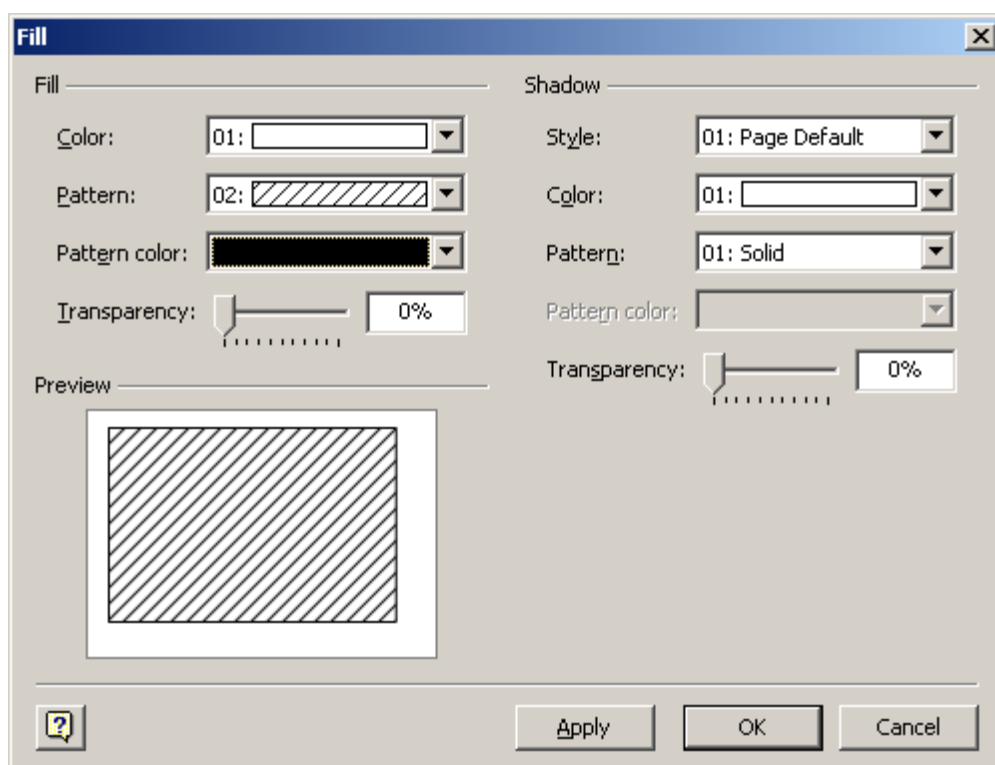 Fill
Fill
Color: 01:
Pattern: 02:
Pattern color:
Transparency: 0%
Preview
Shadow
Style: 01: Page Default
Color: 01:
Pattern: 01: Solid
Pattern color:
Transparency: 0%
Apply
OK
Cancel